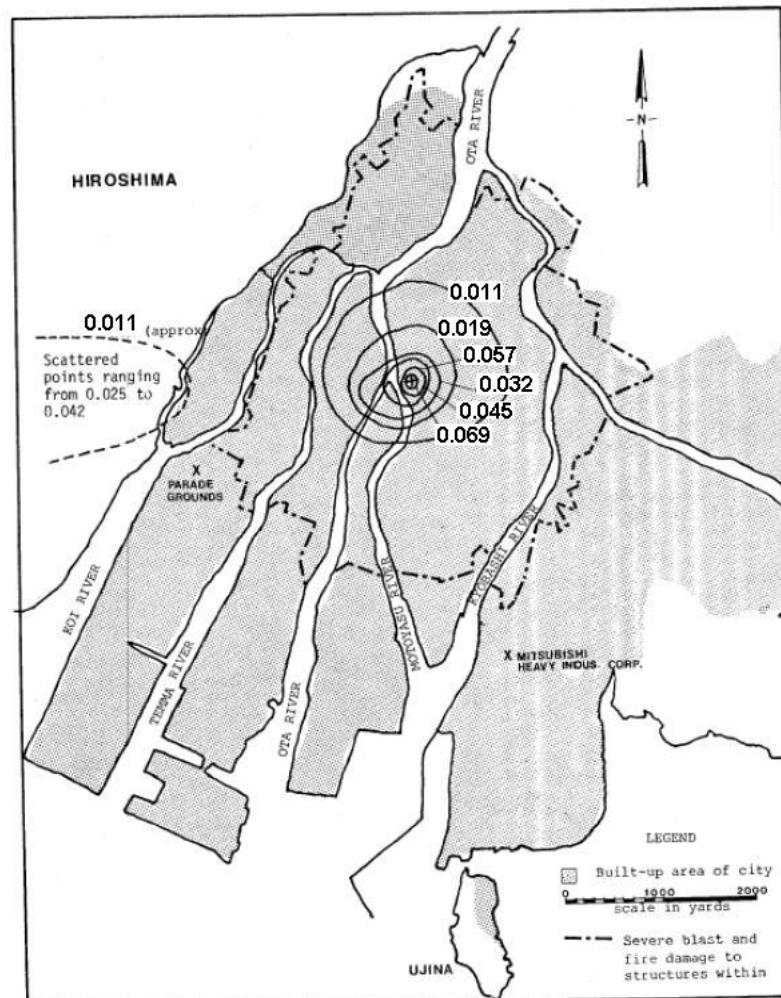 OTA RIVER
-N-
HIROSHIMA
0.011
0.011 (approx)
0.019
Scattered
points ranging
from 0.025 to
0.042
0.057
0.032
0.045
0.069
X
PARADE
GROUNDS
KYOBASHI RIVER
KOI RIVER
MOTOYASU RIVER
X MITSUBISHI
HEAVY INDUS. CORP.
TEMMA RIVER
OTA RIVER
LEGEND
Built-up area of city
0 1000 2000
scale in yards
Severe blast and
fire damage to
structures within
UJINA